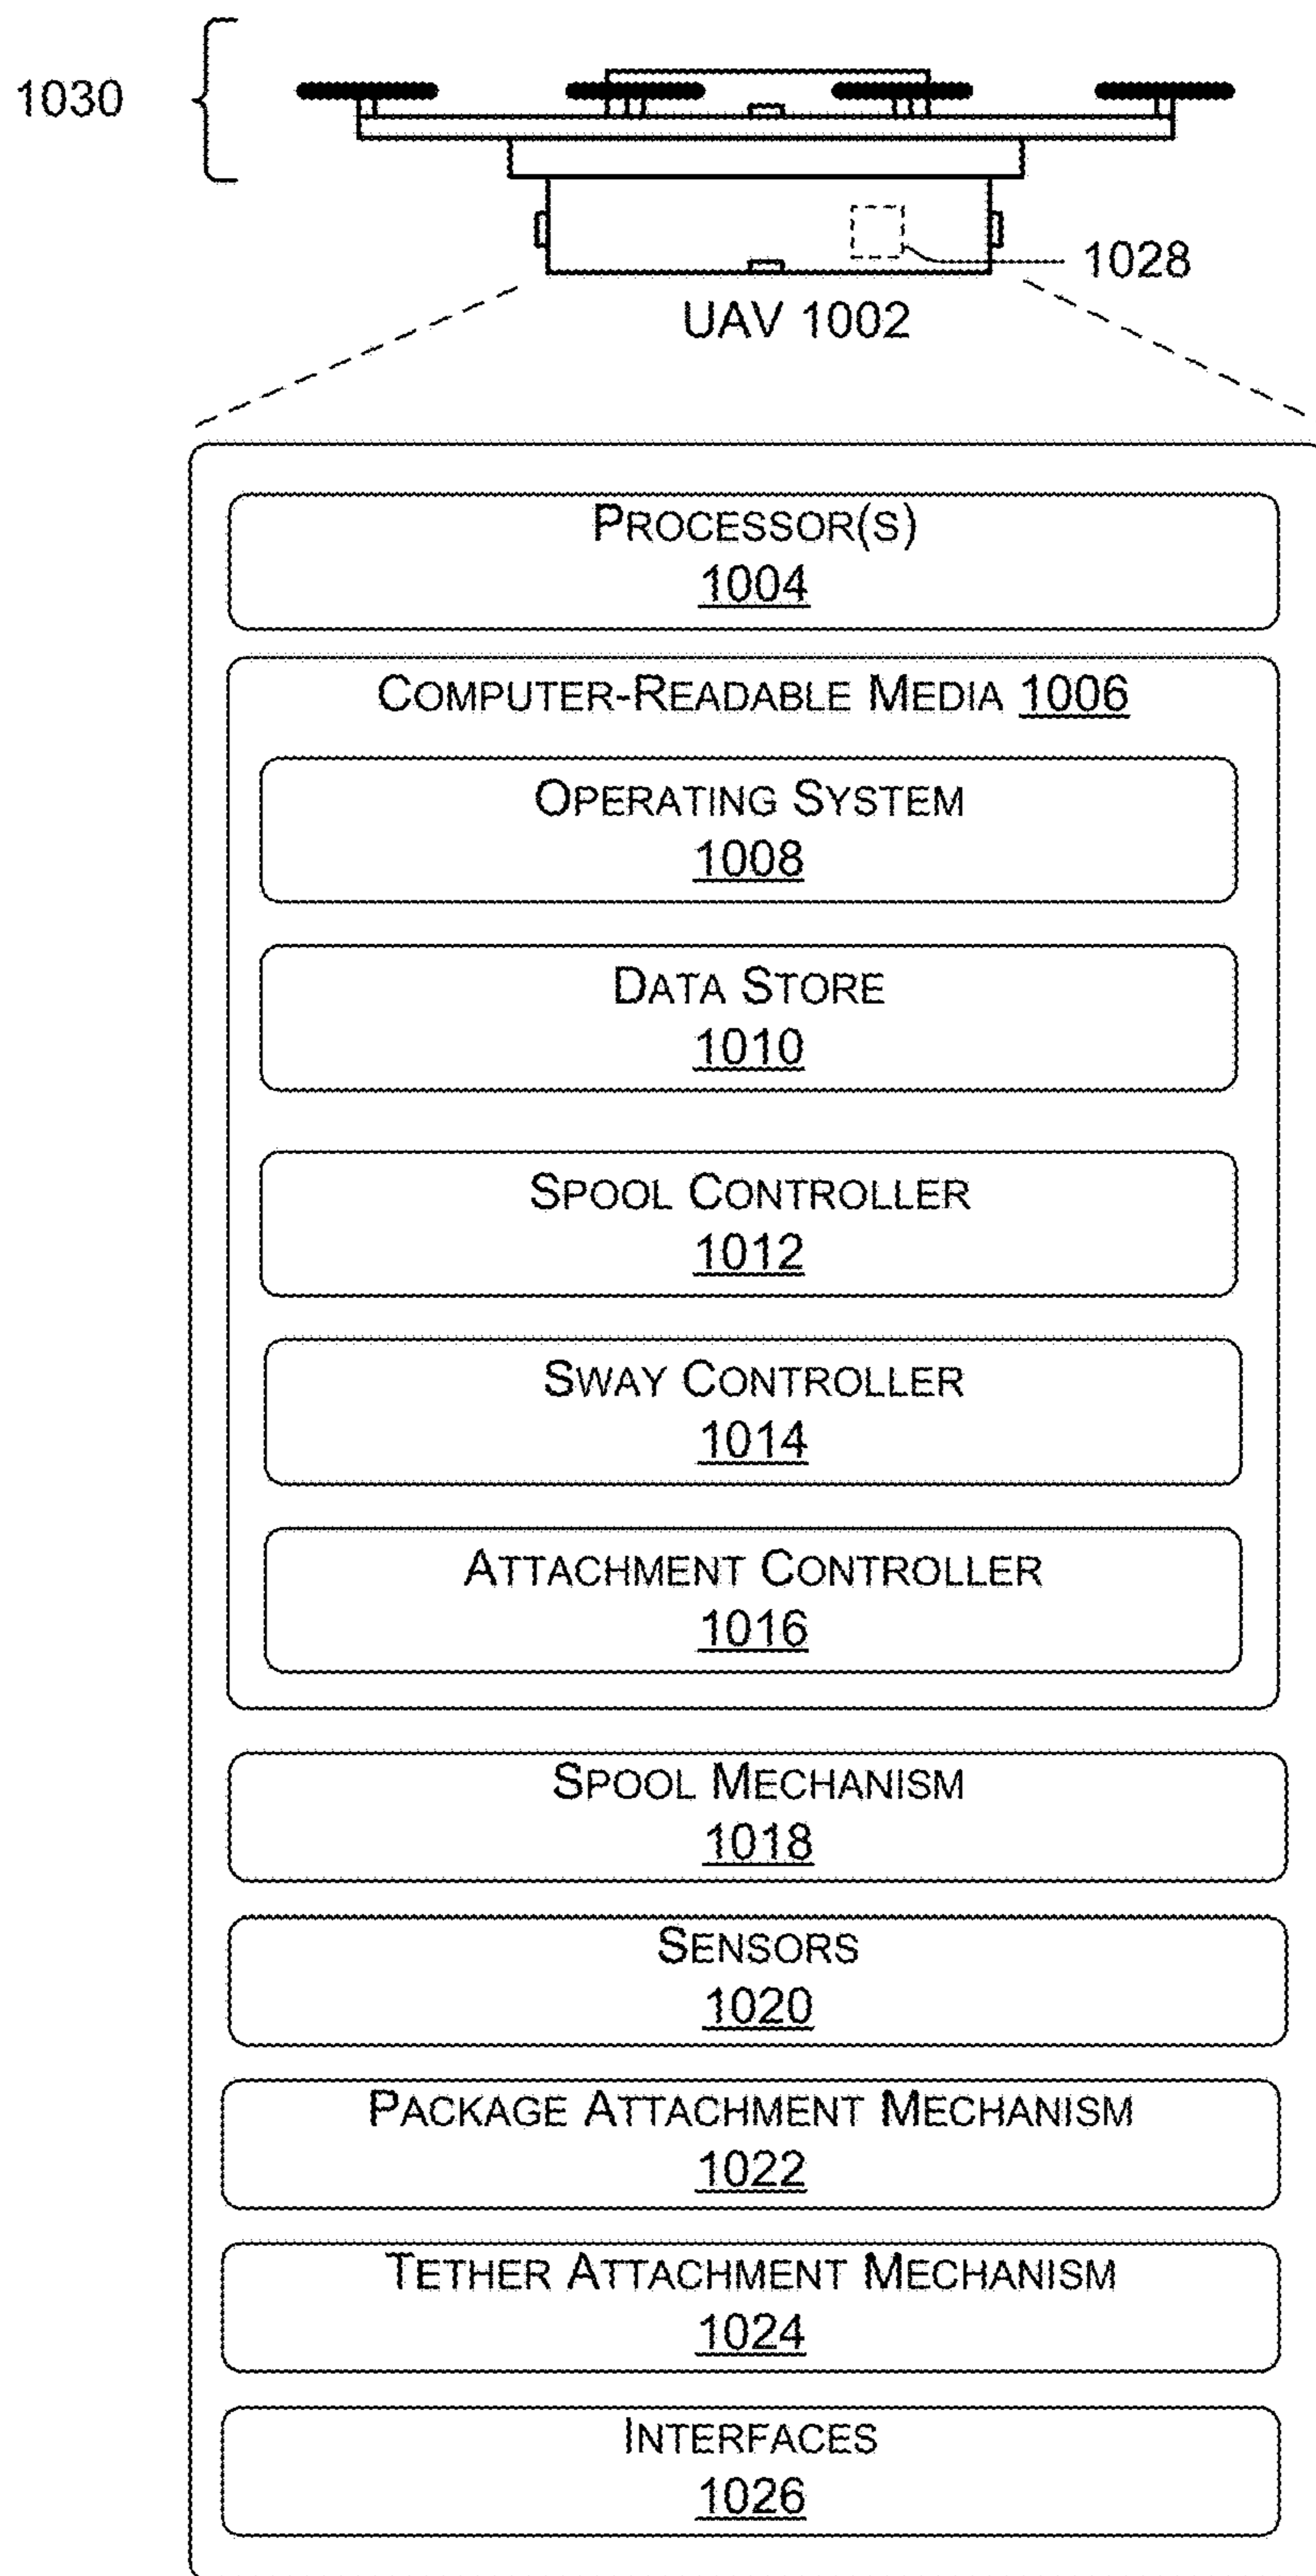 1030
1028
UAV 1002
PROCESSOR(S)
1004
COMPUTER-READABLE MEDIA 1006
OPERATING SYSTEM
1008
DATA STORE
1010
SPOOL CONTROLLER
1012
SWAY CONTROLLER
1014
ATTACHMENT CONTROLLER
1016
SPOOL MECHANISM
1018
SENSORS
1020
PACKAGE ATTACHMENT MECHANISM
1022
TETHER ATTACHMENT MECHANISM
1024
INTERFACES
1026